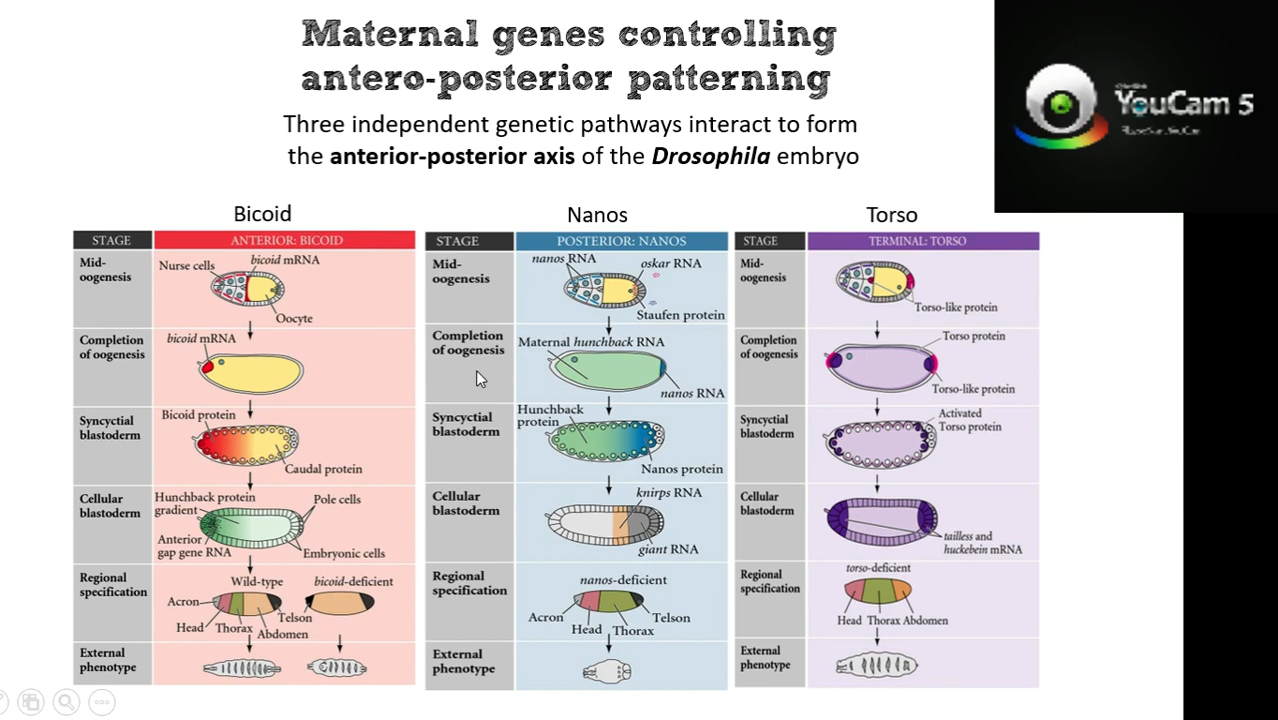 Maternal genes controlling
antero-posterior patterning
Three independent genetic pathways interact to form
the anterior-posterior axis of the Drosophila embryo
YouCam 5
Bicoid
STAGE
ANTERIOR: BICOID
Mid-
oogenesis
Nurse cells
bicoid mRNA
Oocyte
Completion
of oogenesis
bicoid mRNA
Syncyctial
blastoderm
Bicoid protein
Caudal protein
Cellular
blastoderm
Hunchback protein
gradient
Pole cells
Anterior
gap gene RNA
Embryonic cells
Regional
specification
Wild-type
bicoid-deficient
Acron
Telson
Head
Thorax
Abdomen
External
phenotype
Nanos
STAGE
POSTERIOR: NANOS
Mid-
oogenesis
nanos RNA
oskar RNA
Staufen protein
Completion
of oogenesis
Maternal hunchback RNA
nanos RNA
Syncyctial
blastoderm
Hunchback
protein
Nanos protein
Cellular
blastoderm
knirps RNA
giant RNA
Regional
specification
nanos-deficient
Acron
Telson
Head
Thorax
External
phenotype
Torso
STAGE
TERMINAL: TORSO
Mid-
oogenesis
Torso-like protein
Completion
of oogenesis
Torso protein
Torso-like protein
Syncyctial
blastoderm
Activated
Torso protein
Cellular
blastoderm
tailless and
huckebein mRNA
Regional
specification
torso-deficient
Head Thorax Abdomen
External
phenotype